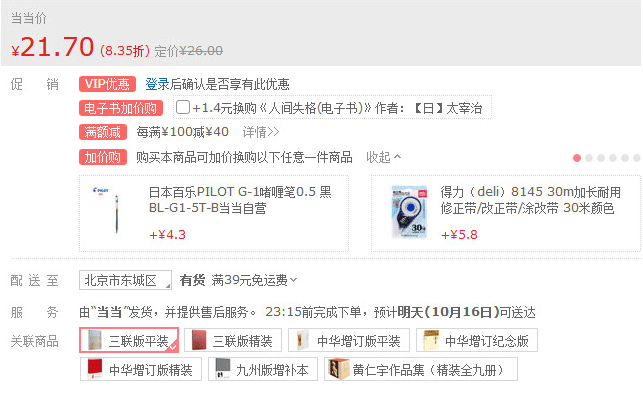 当当价
¥21.70 (8.35折) 定价¥26.00
促 销 VIP优惠 登录后确认是否享有此优惠
电子书加价购 +1.4元换购《人间失格(电子书)》作者：【日】太宰治
满额减 每满¥100减¥40 详情>>
加价购 购买本商品可加价换购以下任意一件商品 收起
PILOT
日本百乐PILOT G-1啫喱笔0.5 黑
BL-G1-5T-B当当自营
+¥4.3
30
得力（deli）8145 30m加长耐用
修正带/改正带/涂改带 30米颜色
+¥5.8
配 送 至 北京市东城区 有货 满39元免运费
服 务 由“当当”发货，并提供售后服务。 23:15前完成下单，预计明天(10月16日)可送达
关联商品 三联版平装 三联版精装 中华增订版平装 中华增订纪念版
中华增订版精装 九州版增补本 黄仁宇作品集（精装全九册）